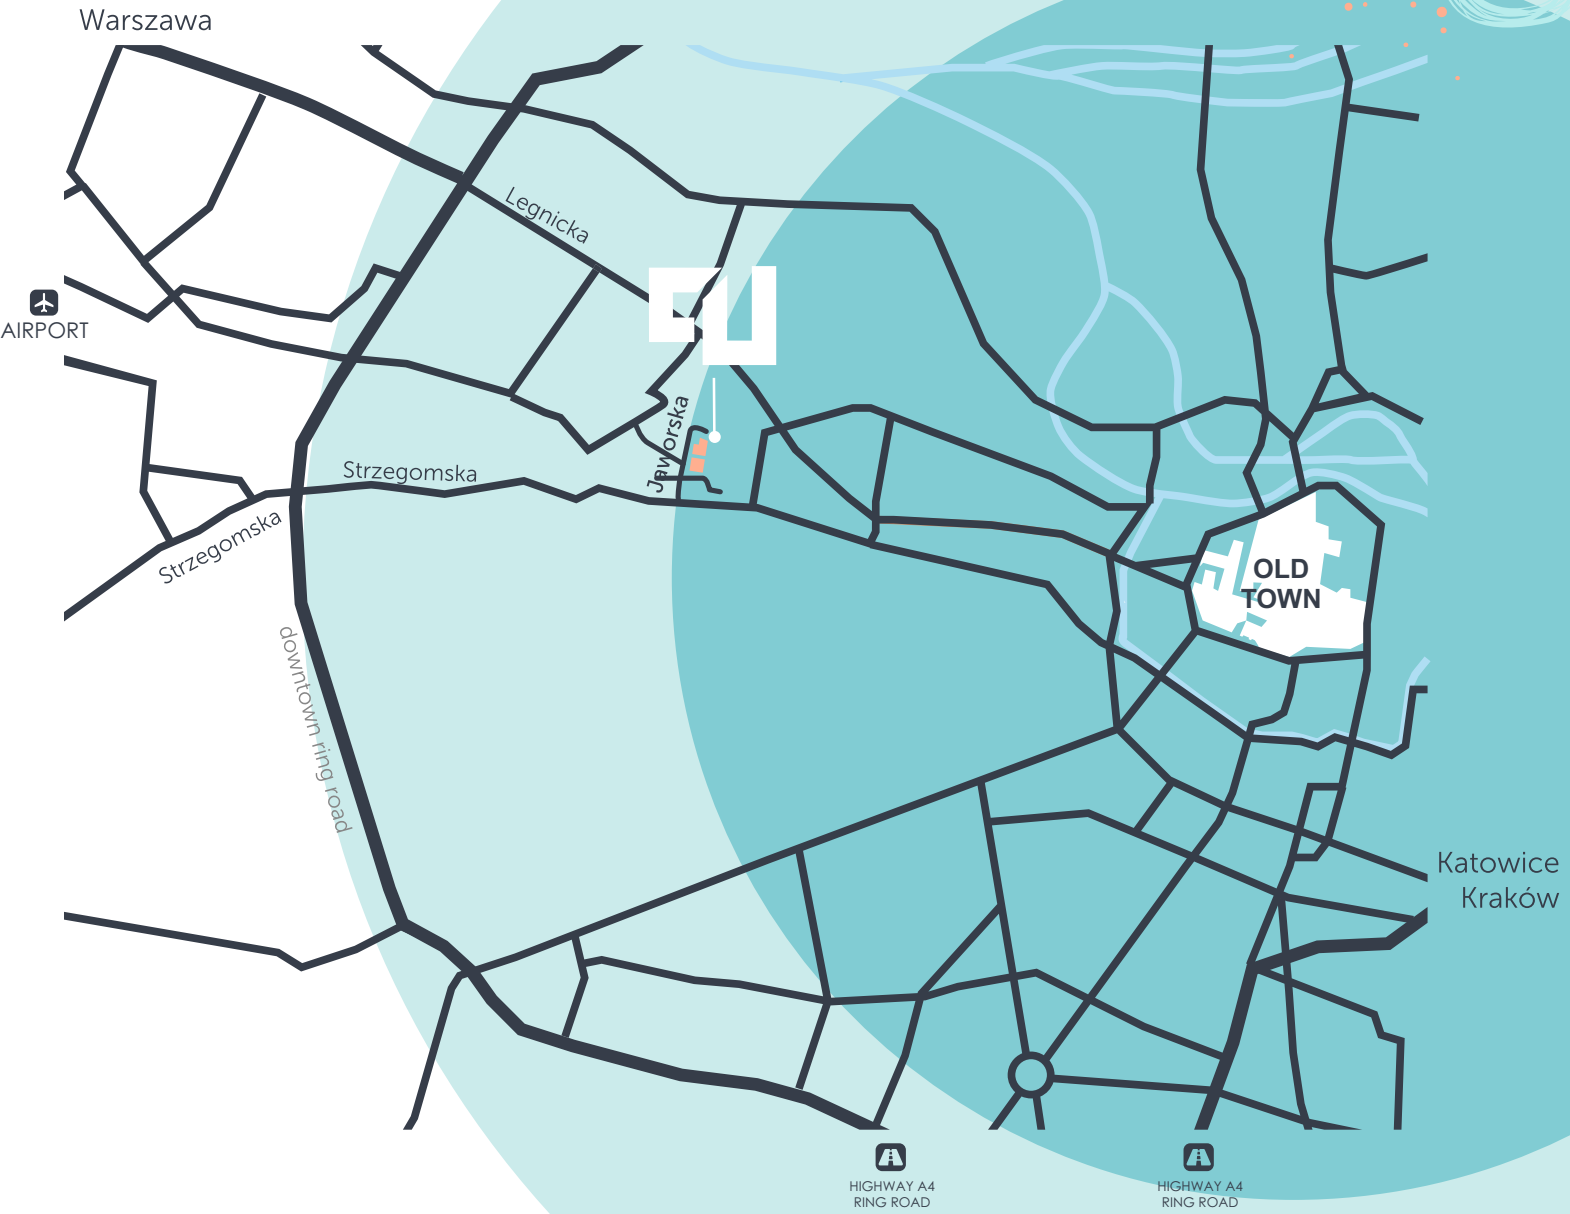 Warszawa
Legnicka
AIRPORT
Jaworska
Strzegomska
Strzegomska
OLD
TOWN
downtown ring road
Katowice
Kraków
HIGHWAY A4
RING ROAD
HIGHWAY A4
RING ROAD